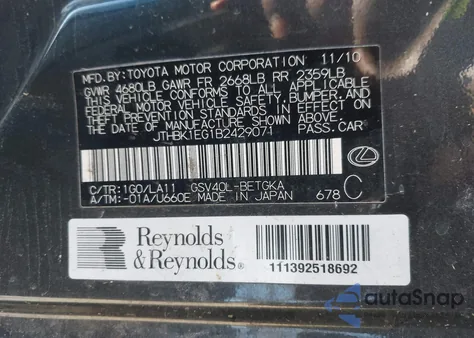 MFD.BY:TOYOTA MOTOR CORPORATION 11/10
GVWR 4680LB GAWR FR 2668LB RR 2359LB
THIS VEHICLE CONFORMS TO ALL APPLICABLE
FEDERAL MOTOR VEHICLE SAFETY, BUMPER AND
THEFT PREVENTION STANDARDS IN EFFECT ON
THE DATE OF MANUFACTURE SHOWN ABOVE.
JTHBK1EG1B2429071 PASS.CAR
C/TR:1G0/LA11 GSV40L-BETGKA
A/TM:-01A/U660E MADE IN JAPAN 678 C
Reynolds
& Reynolds®
111392518692
autoSnap